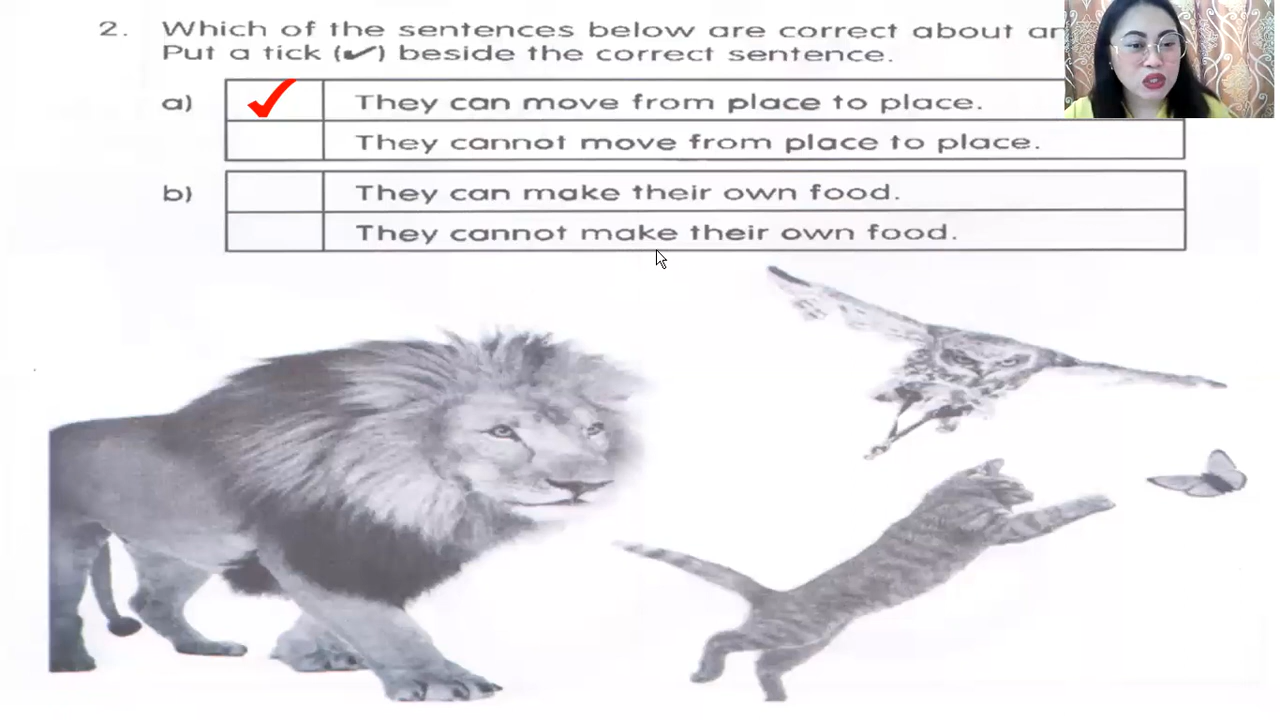 2. Which of the sentences below are correct about
Put a tick (✔) beside the correct sentence.
a) ✓ They can move from place to place.
They cannot move from place to place.
b) They can make their own food.
They cannot make their own food.